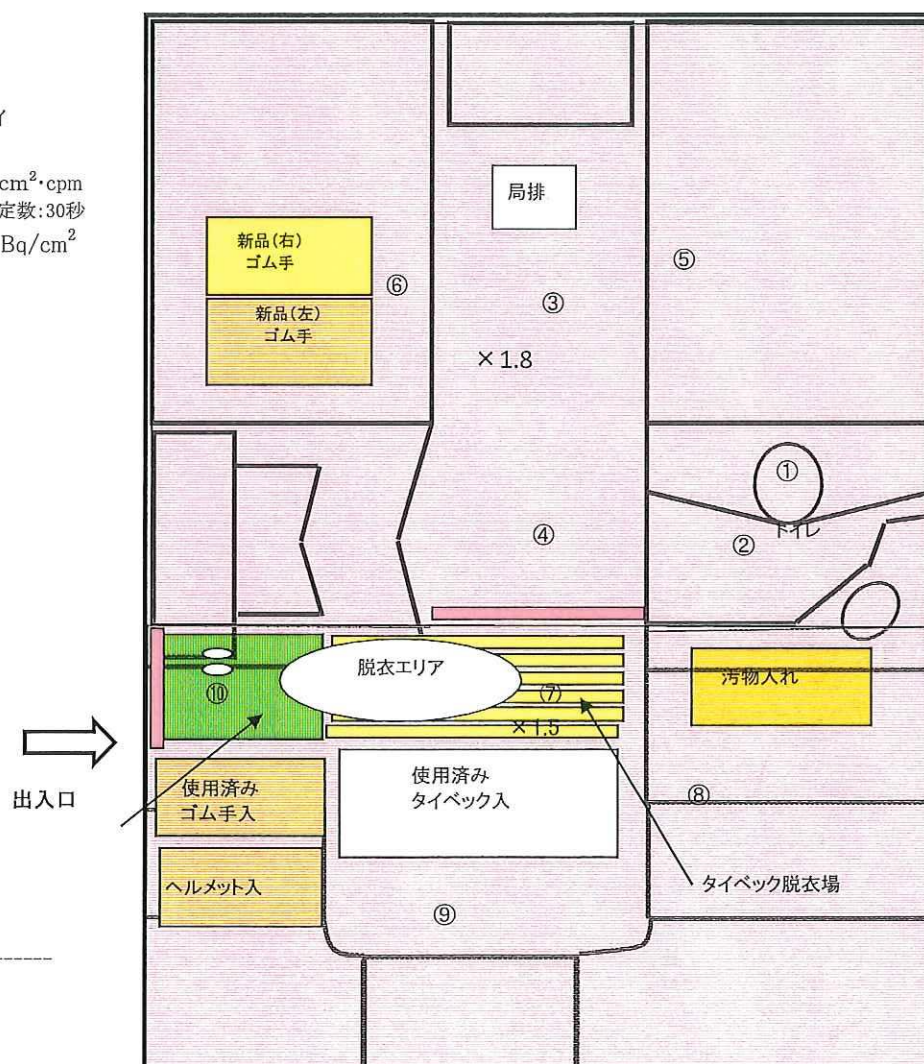 cm²・cpm
定数:30秒
Bq/cm²
局排
新品(右)
ゴム手
新品(左)
ゴム手
⑥
⑤
③
×1.8
①
トイレ
④
②
脱衣エリア
汚物入れ
⑩
⑦
×1.5
出入口
使用済み
ゴム手入
使用済み
タイベック入
⑧
ヘルメット入
タイベック脱衣場
⑨